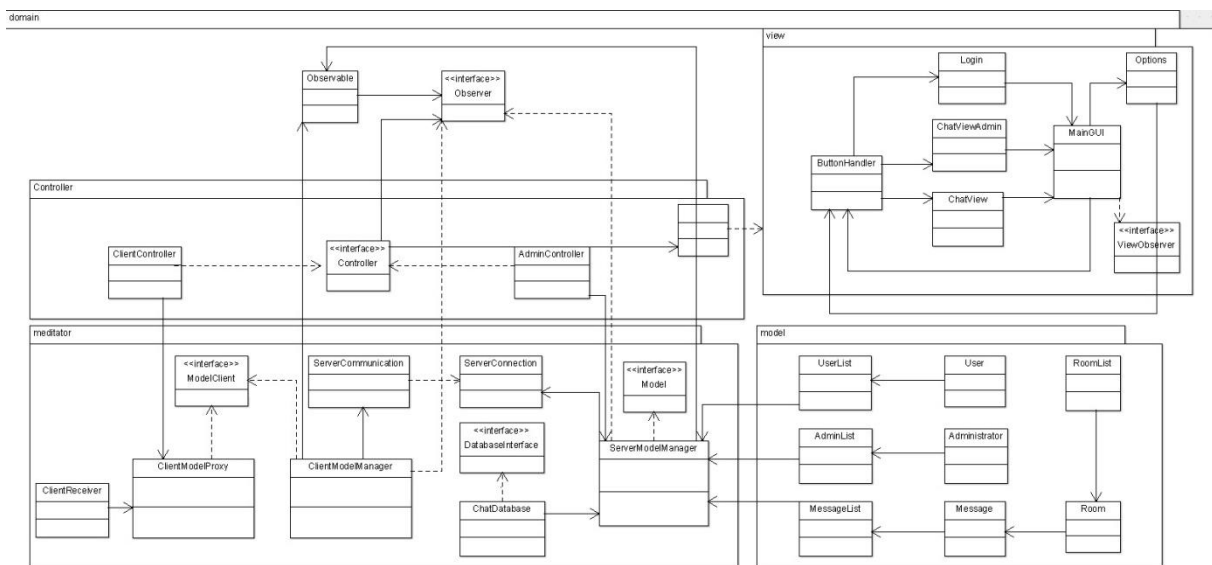 domain
view
Observable
<<interface>>
Observer
Login
Options
ChatViewAdmin
MainGUI
ButtonHandler
ChatView
<<interface>>
ViewObserver
Controller
ClientController
<<interface>>
Controller
AdminController
meditator
<<interface>>
ModelClient
ServerCommunication
ServerConnection
<<interface>>
Model
<<interface>>
DatabaseInterface
ServerModelManager
ClientModelProxy
ClientModelManager
ClientReceiver
ChatDatabase
model
UserList
User
RoomList
AdminList
Administrator
MessageList
Message
Room